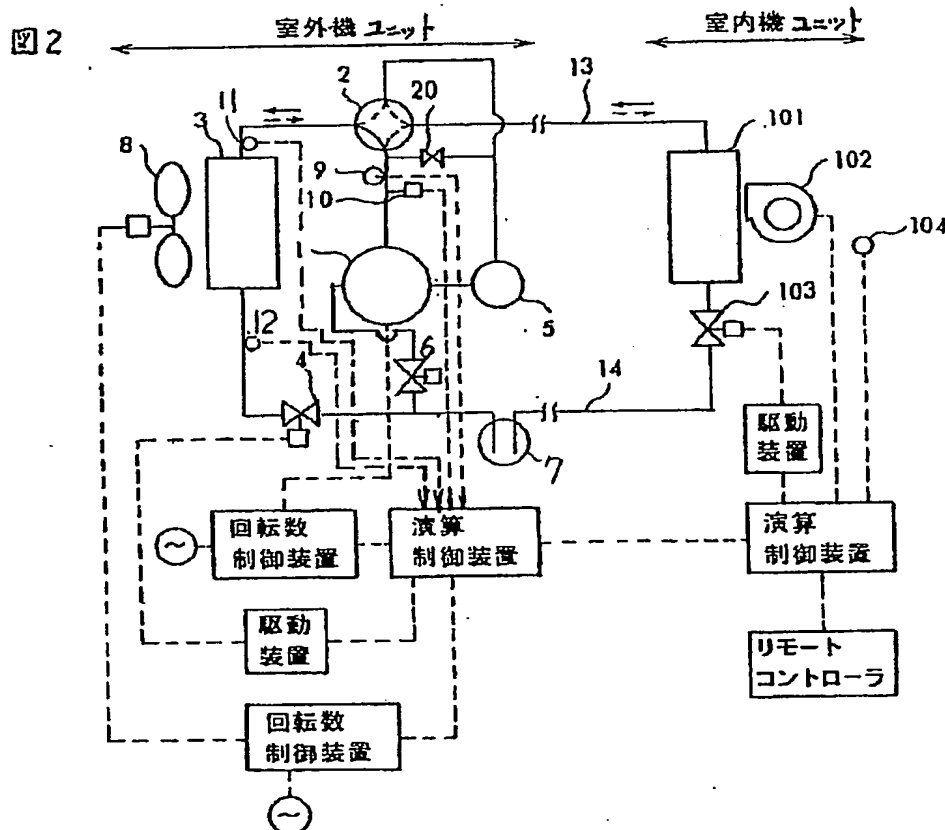 図2
室外機ユニット
室内機ユニット
2
20
13
11
3
8
9
10
101
102
104
5
103
12
4
6
14
7
駆動
装置
回転数
制御装置
演算
制御装置
演算
制御装置
駆動
装置
リモート
コントローラ
回転数
制御装置